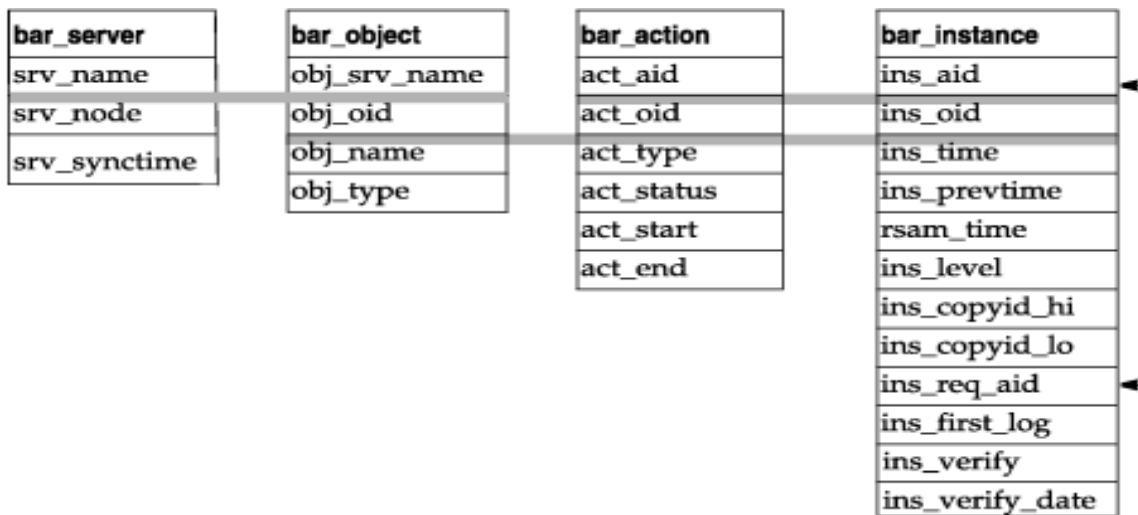 bar_server
srv_name
srv_node
srv_synctime
bar_object
obj_srv_name
obj_oid
obj_name
obj_type
bar_action
act_aid
act_oid
act_type
act_status
act_start
act_end
bar_instance
ins_aid
ins_oid
ins_time
ins_prevtime
rsam_time
ins_level
ins_copyid_hi
ins_copyid_lo
ins_req_aid
ins_first_log
ins_verify
ins_verify_date